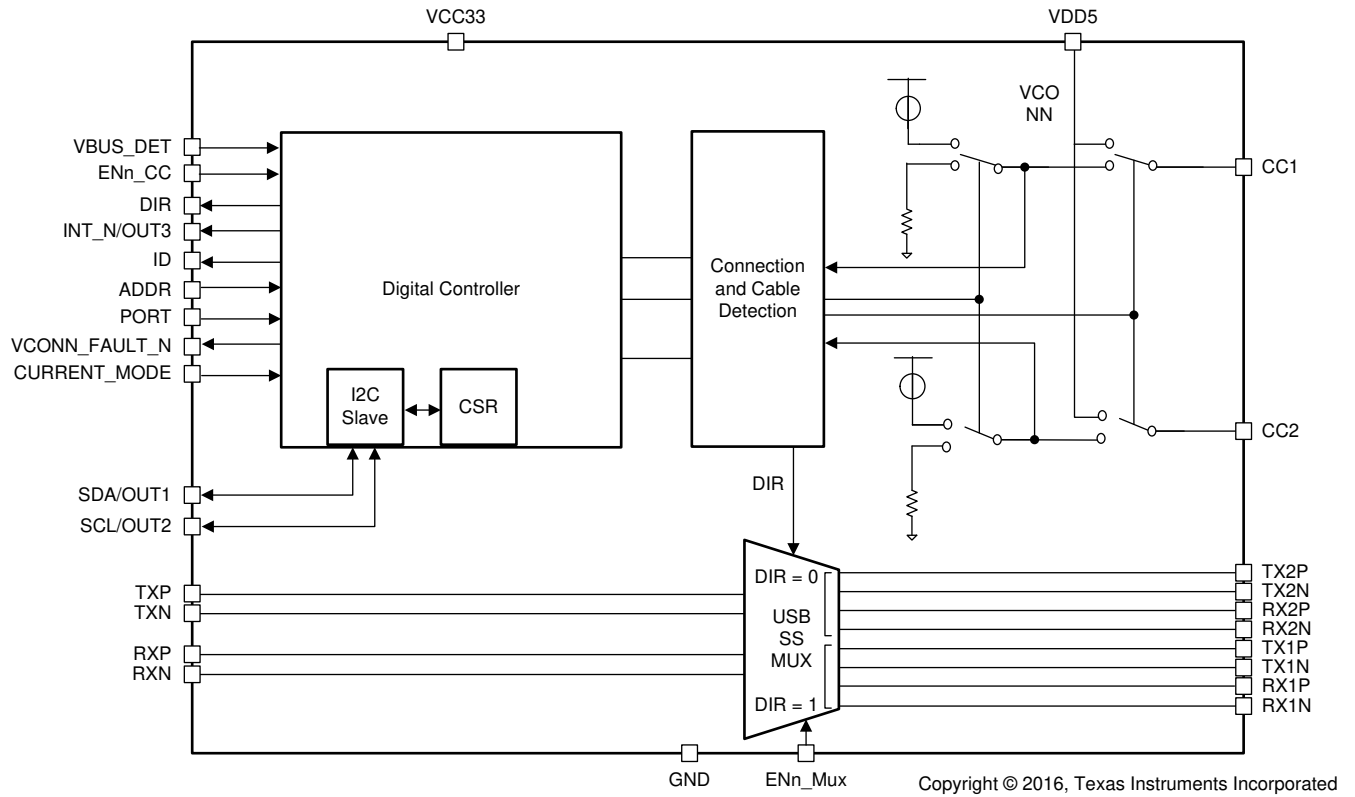 VCC33
VDD5
VCO
NN
VBUS_DET
ENn_CC
DIR
INT_N/OUT3
ID
ADDR
PORT
VCONN_FAULT_N
CURRENT_MODE
Digital Controller
I2C
Slave
CSR
Connection
and Cable
Detection
CC1
CC2
SDA/OUT1
SCL/OUT2
DIR
TXP
TXN
RXP
RXN
DIR = 0
USB
SS
MUX
DIR = 1
TX2P
TX2N
RX2P
RX2N
TX1P
TX1N
RX1P
RX1N
GND
ENn_Mux
Copyright © 2016, Texas Instruments Incorporated